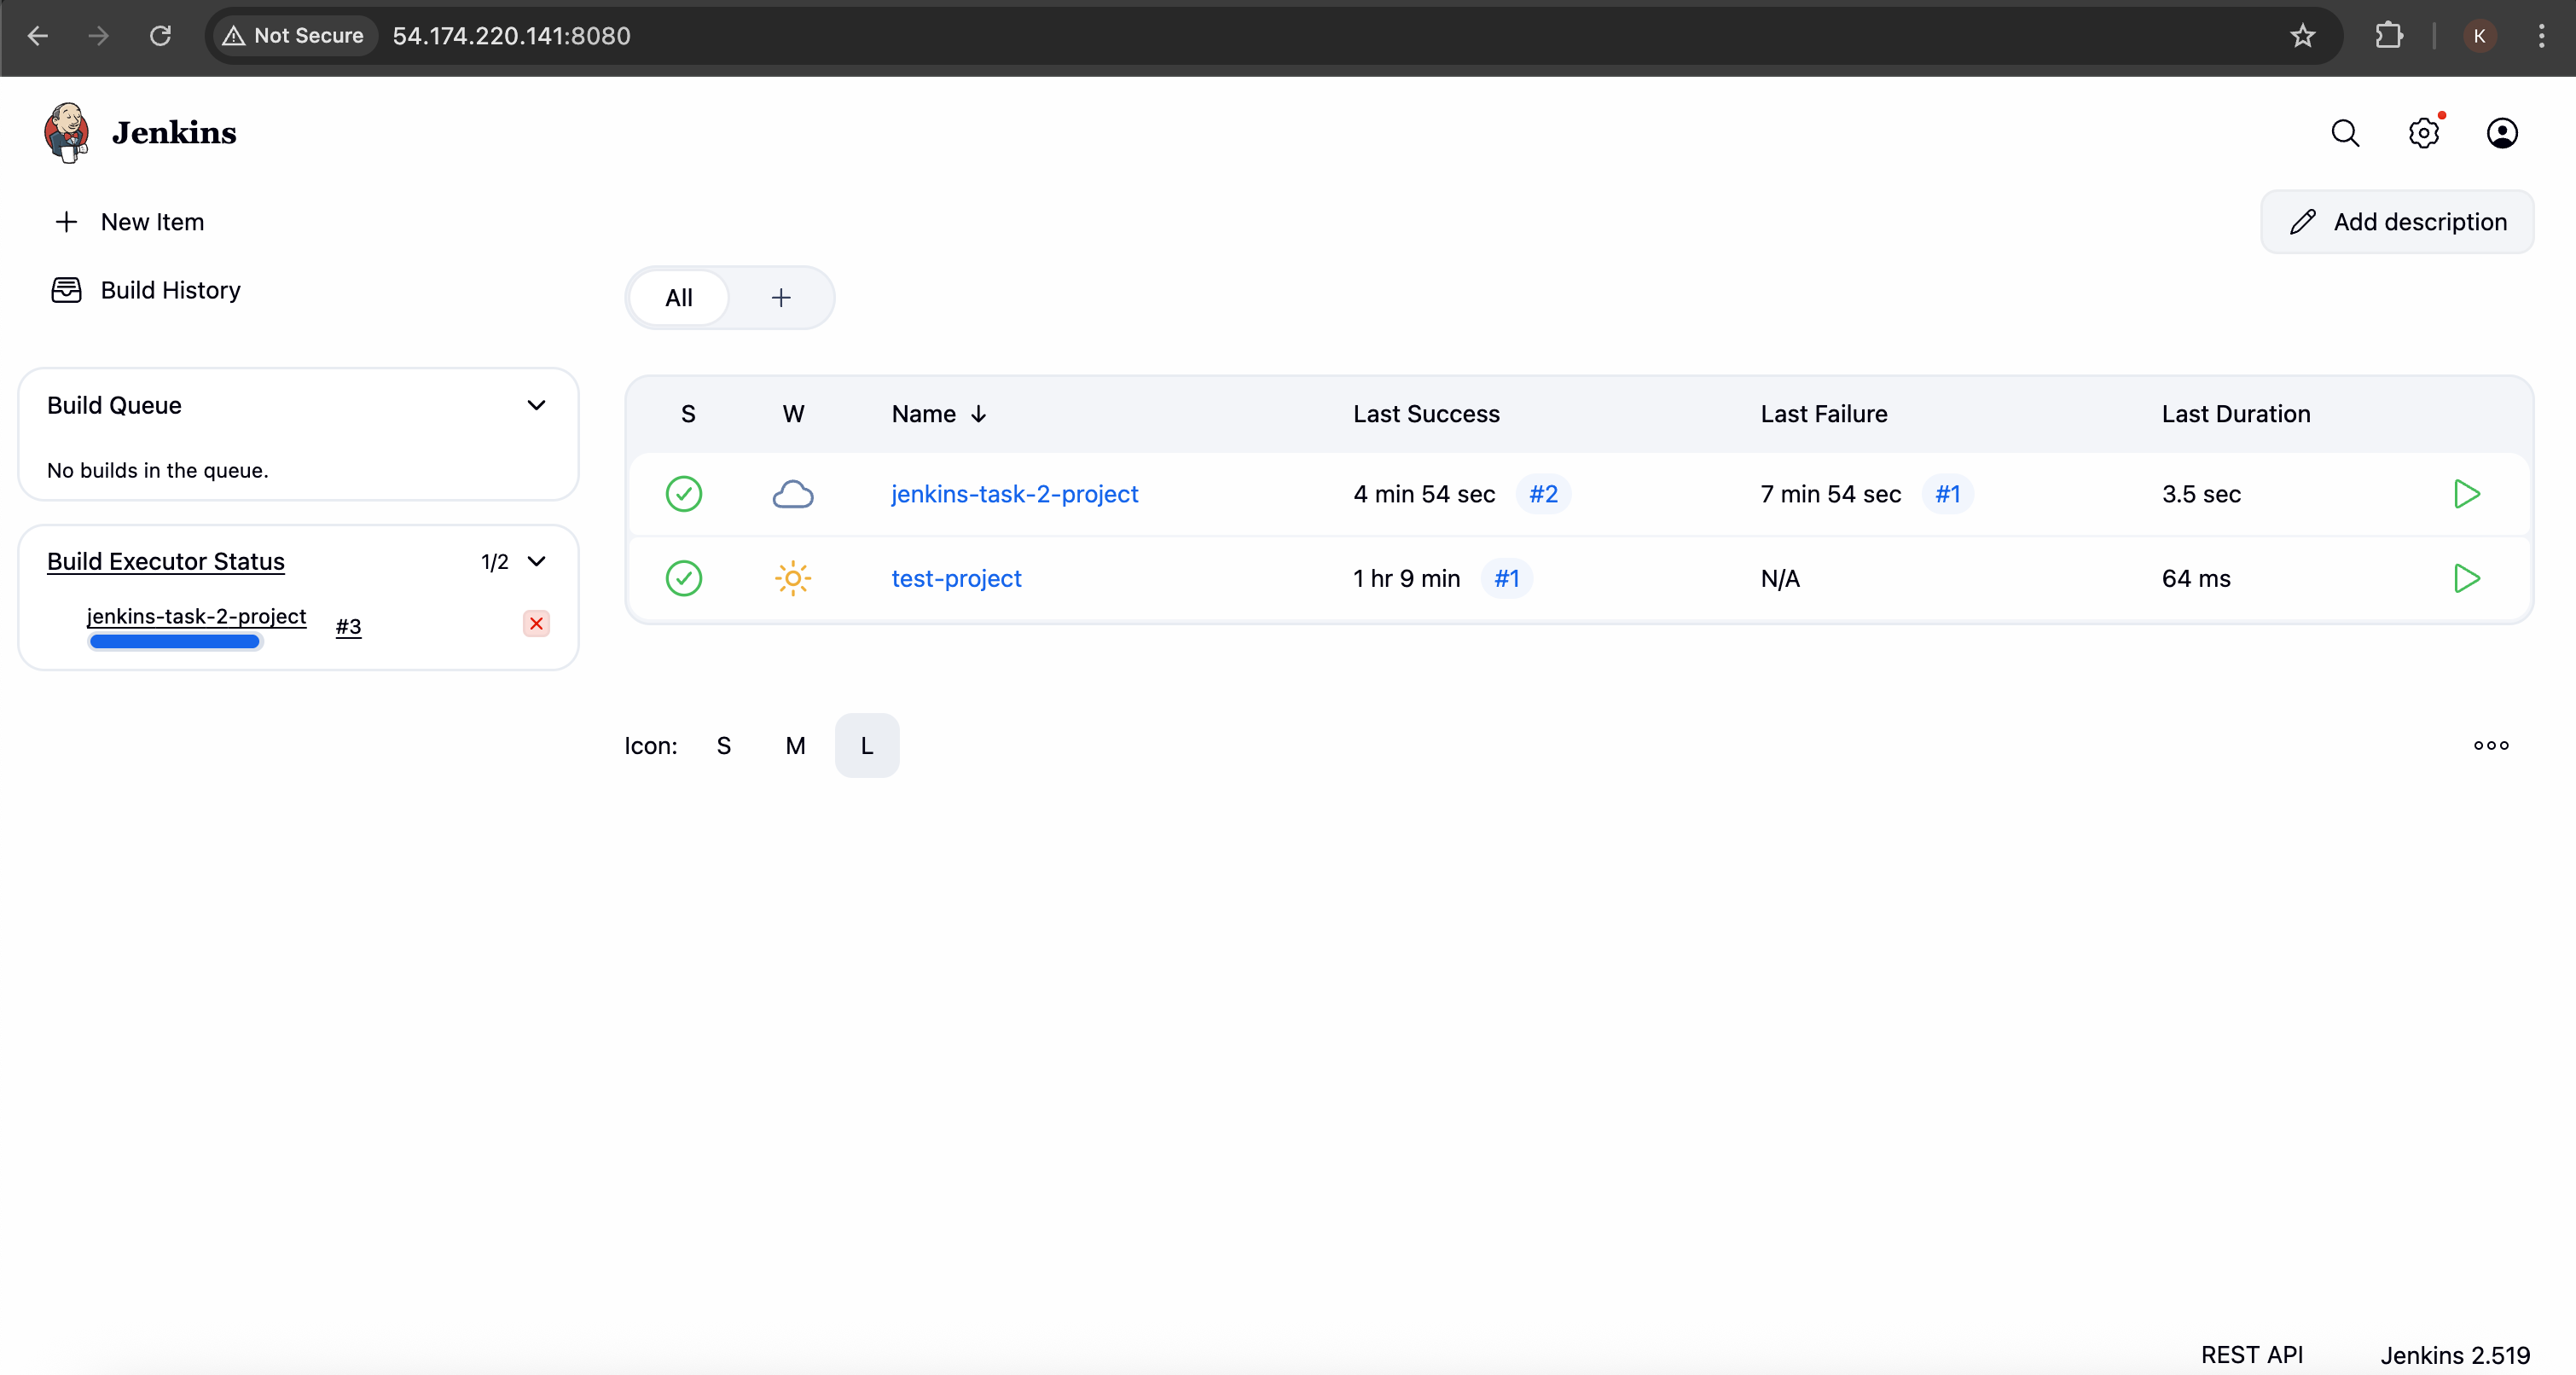 Not Secure 54.174.220.141:8080 K
Jenkins
New Item
Add description
Build History
All
Build Queue
No builds in the queue.
Build Executor Status 1/2
jenkins-task-2-project #3
S W Name Last Success Last Failure Last Duration
jenkins-task-2-project 4 min 54 sec #2 7 min 54 sec #1 3.5 sec
test-project 1 hr 9 min #1 N/A 64 ms
Icon: S M L
REST API Jenkins 2.519